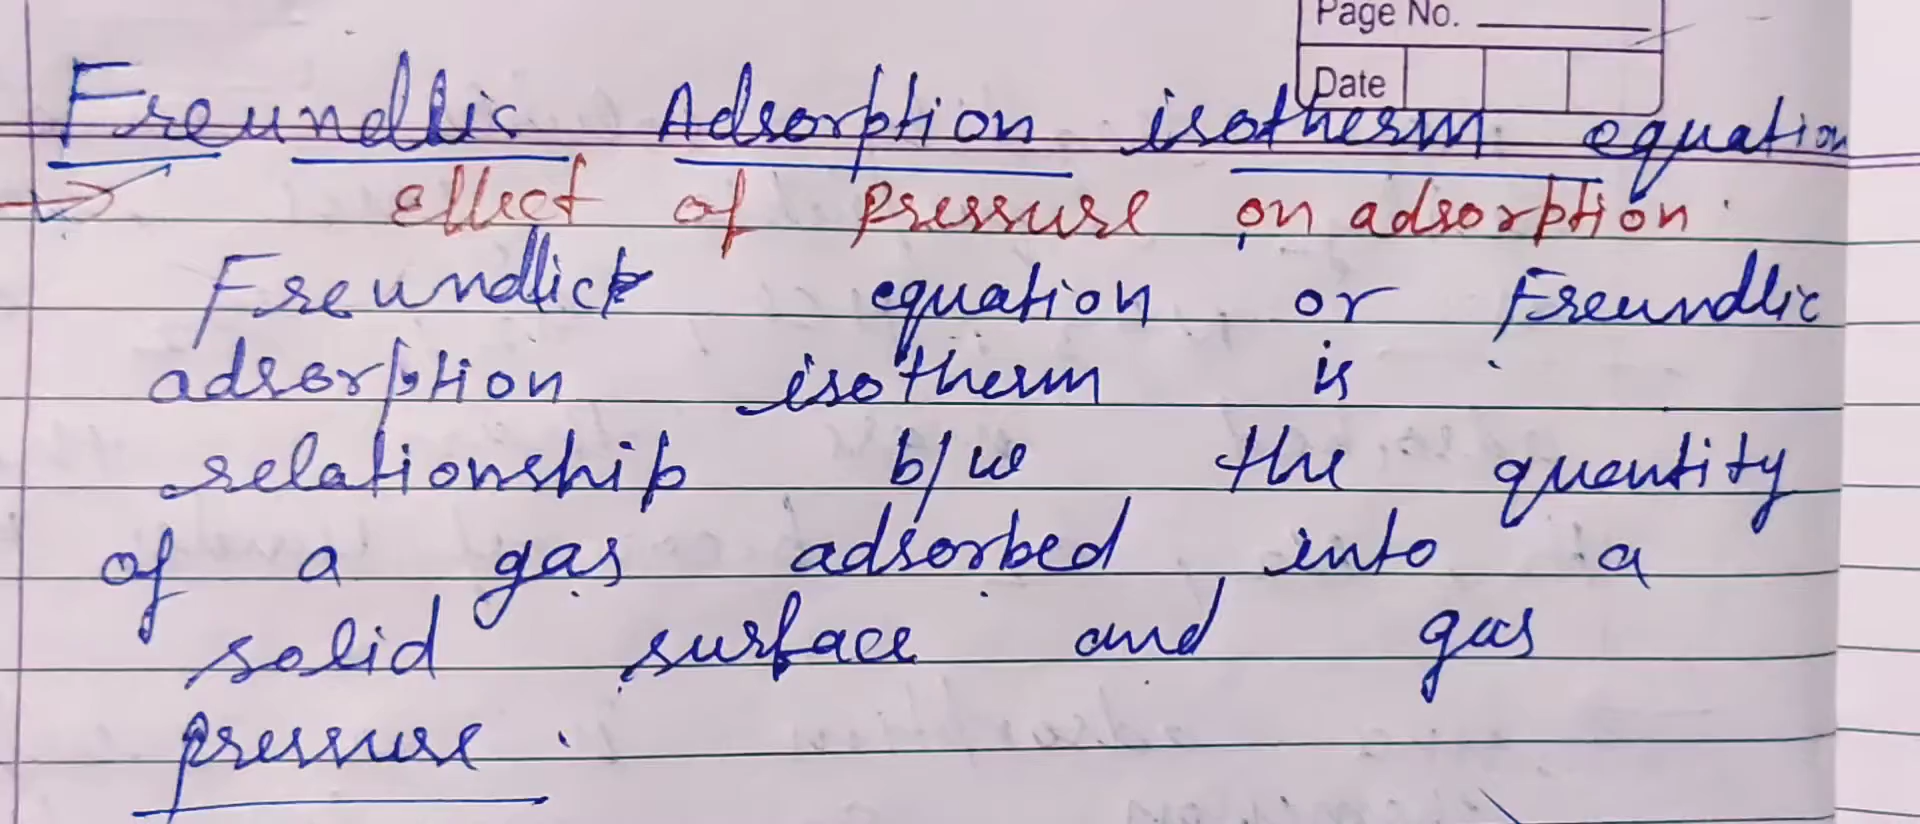 Page No.
Date
Freundlic Adsorption isotherm equation
effect of pressure on adsorption.
Freundlick equation or Freundlic
adsorption isotherm is
relationship b/w the quantity
of a gas adsorbed into a
solid surface and gas
pressure.